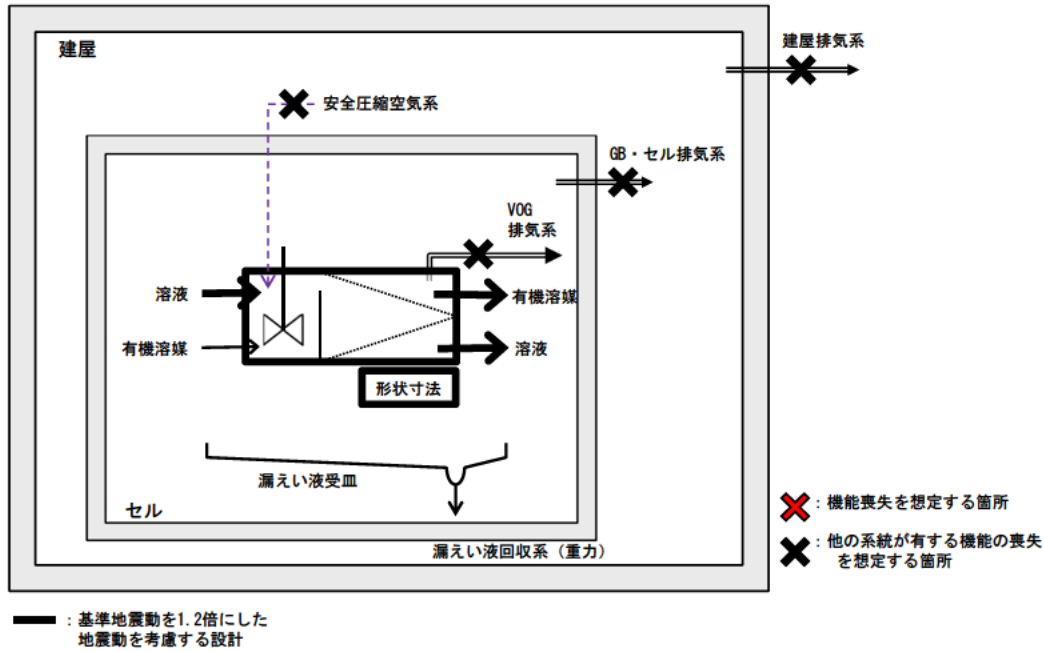 建屋
建屋排気系
安全圧縮空気系
GB・セル排気系
VOG
排気系
溶液
有機溶媒
有機溶媒
溶液
形状寸法
漏えい液受皿
セル
漏えい液回収系（重力）
：機能喪失を想定する箇所
：他の系統が有する機能の喪失
を想定する箇所
：基準地震動を1.2倍にした
地震動を考慮する設計